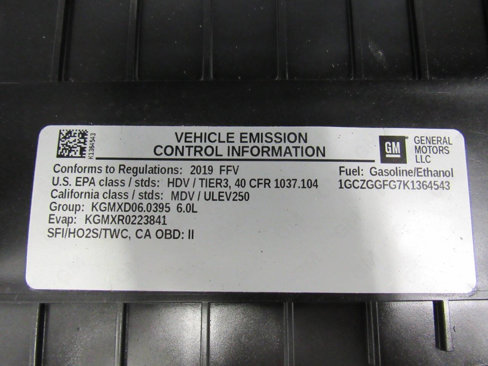 K1364543
VEHICLE EMISSION
CONTROL INFORMATION
GM
GENERAL
MOTORS
LLC
Conforms to Regulations: 2019 FFV
Fuel: Gasoline/Ethanol
U.S. EPA class / stds: HDV / TIER3, 40 CFR 1037.104
1GCZGGFG7K1364543
California class / stds: MDV / ULEV250
Group: KGMXD06.0395 6.0L
Evap: KGMXR0223841
SFI/HO2S/TWC, CA OBD: II